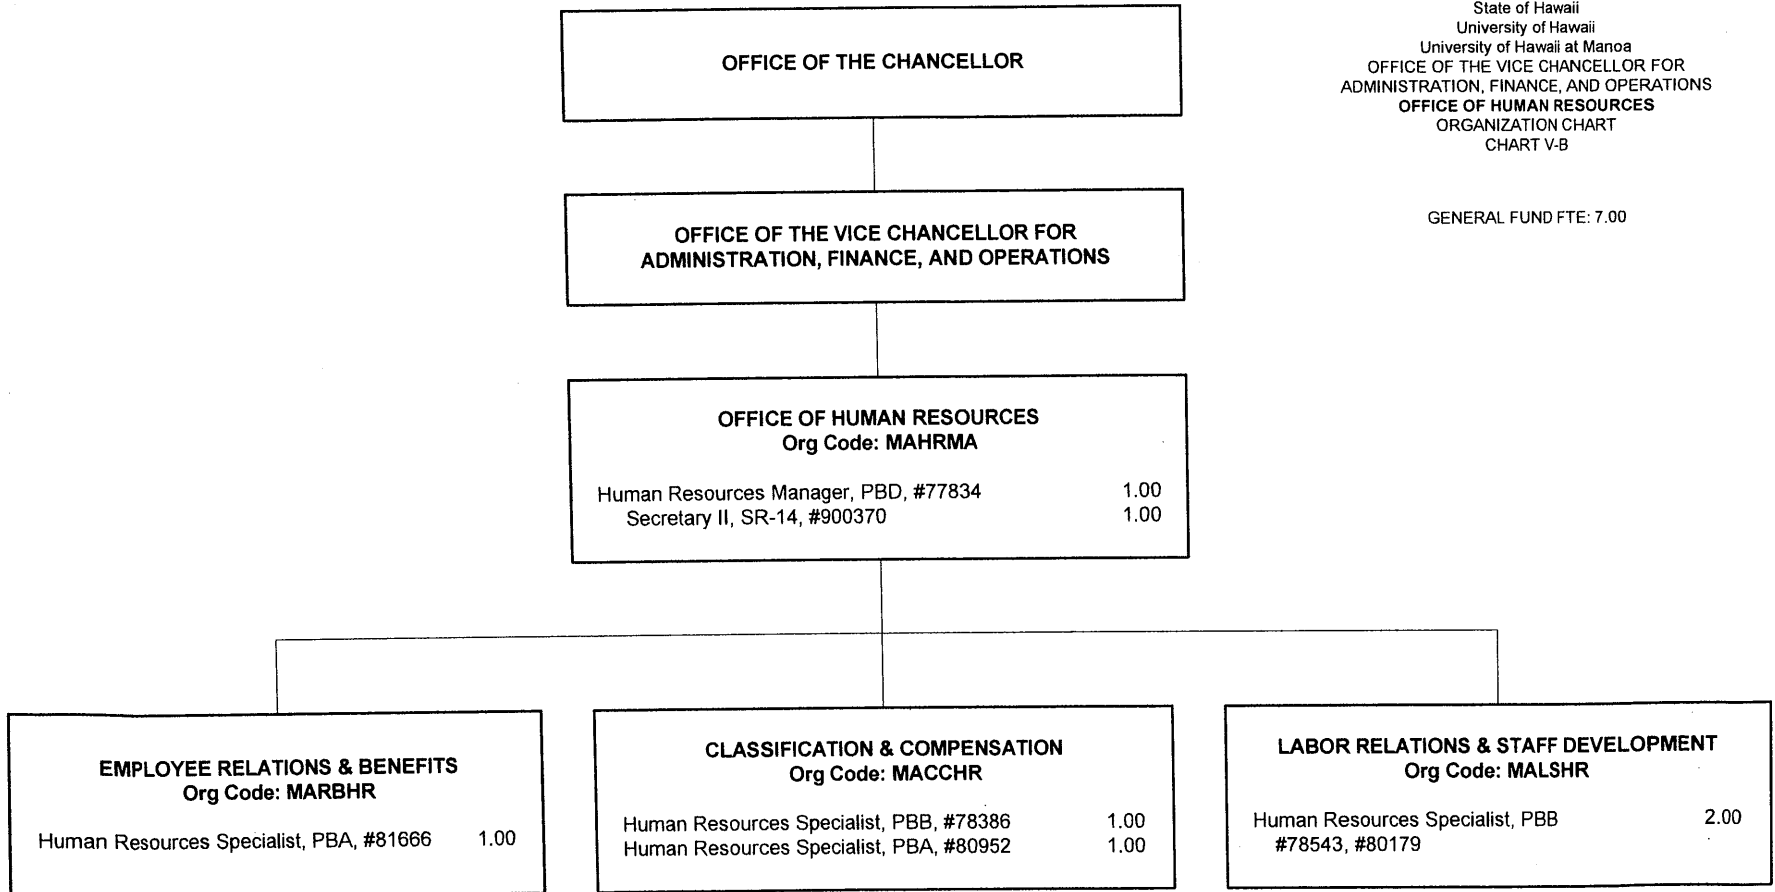 State of Hawaii
University of Hawaii
University of Hawaii at Manoa
OFFICE OF THE VICE CHANCELLOR FOR
ADMINISTRATION, FINANCE, AND OPERATIONS
OFFICE OF HUMAN RESOURCES
ORGANIZATION CHART
CHART V-B
GENERAL FUND FTE: 7.00
OFFICE OF THE CHANCELLOR
OFFICE OF THE VICE CHANCELLOR FOR
ADMINISTRATION, FINANCE, AND OPERATIONS
OFFICE OF HUMAN RESOURCES
Org Code: MAHRMA
Human Resources Manager, PBD, #77834 1.00
Secretary II, SR-14, #900370 1.00
EMPLOYEE RELATIONS & BENEFITS
Org Code: MARBHR
Human Resources Specialist, PBA, #81666 1.00
CLASSIFICATION & COMPENSATION
Org Code: MACCHR
Human Resources Specialist, PBB, #78386 1.00
Human Resources Specialist, PBA, #80952 1.00
LABOR RELATIONS & STAFF DEVELOPMENT
Org Code: MALSHR
Human Resources Specialist, PBB 2.00
#78543, #80179